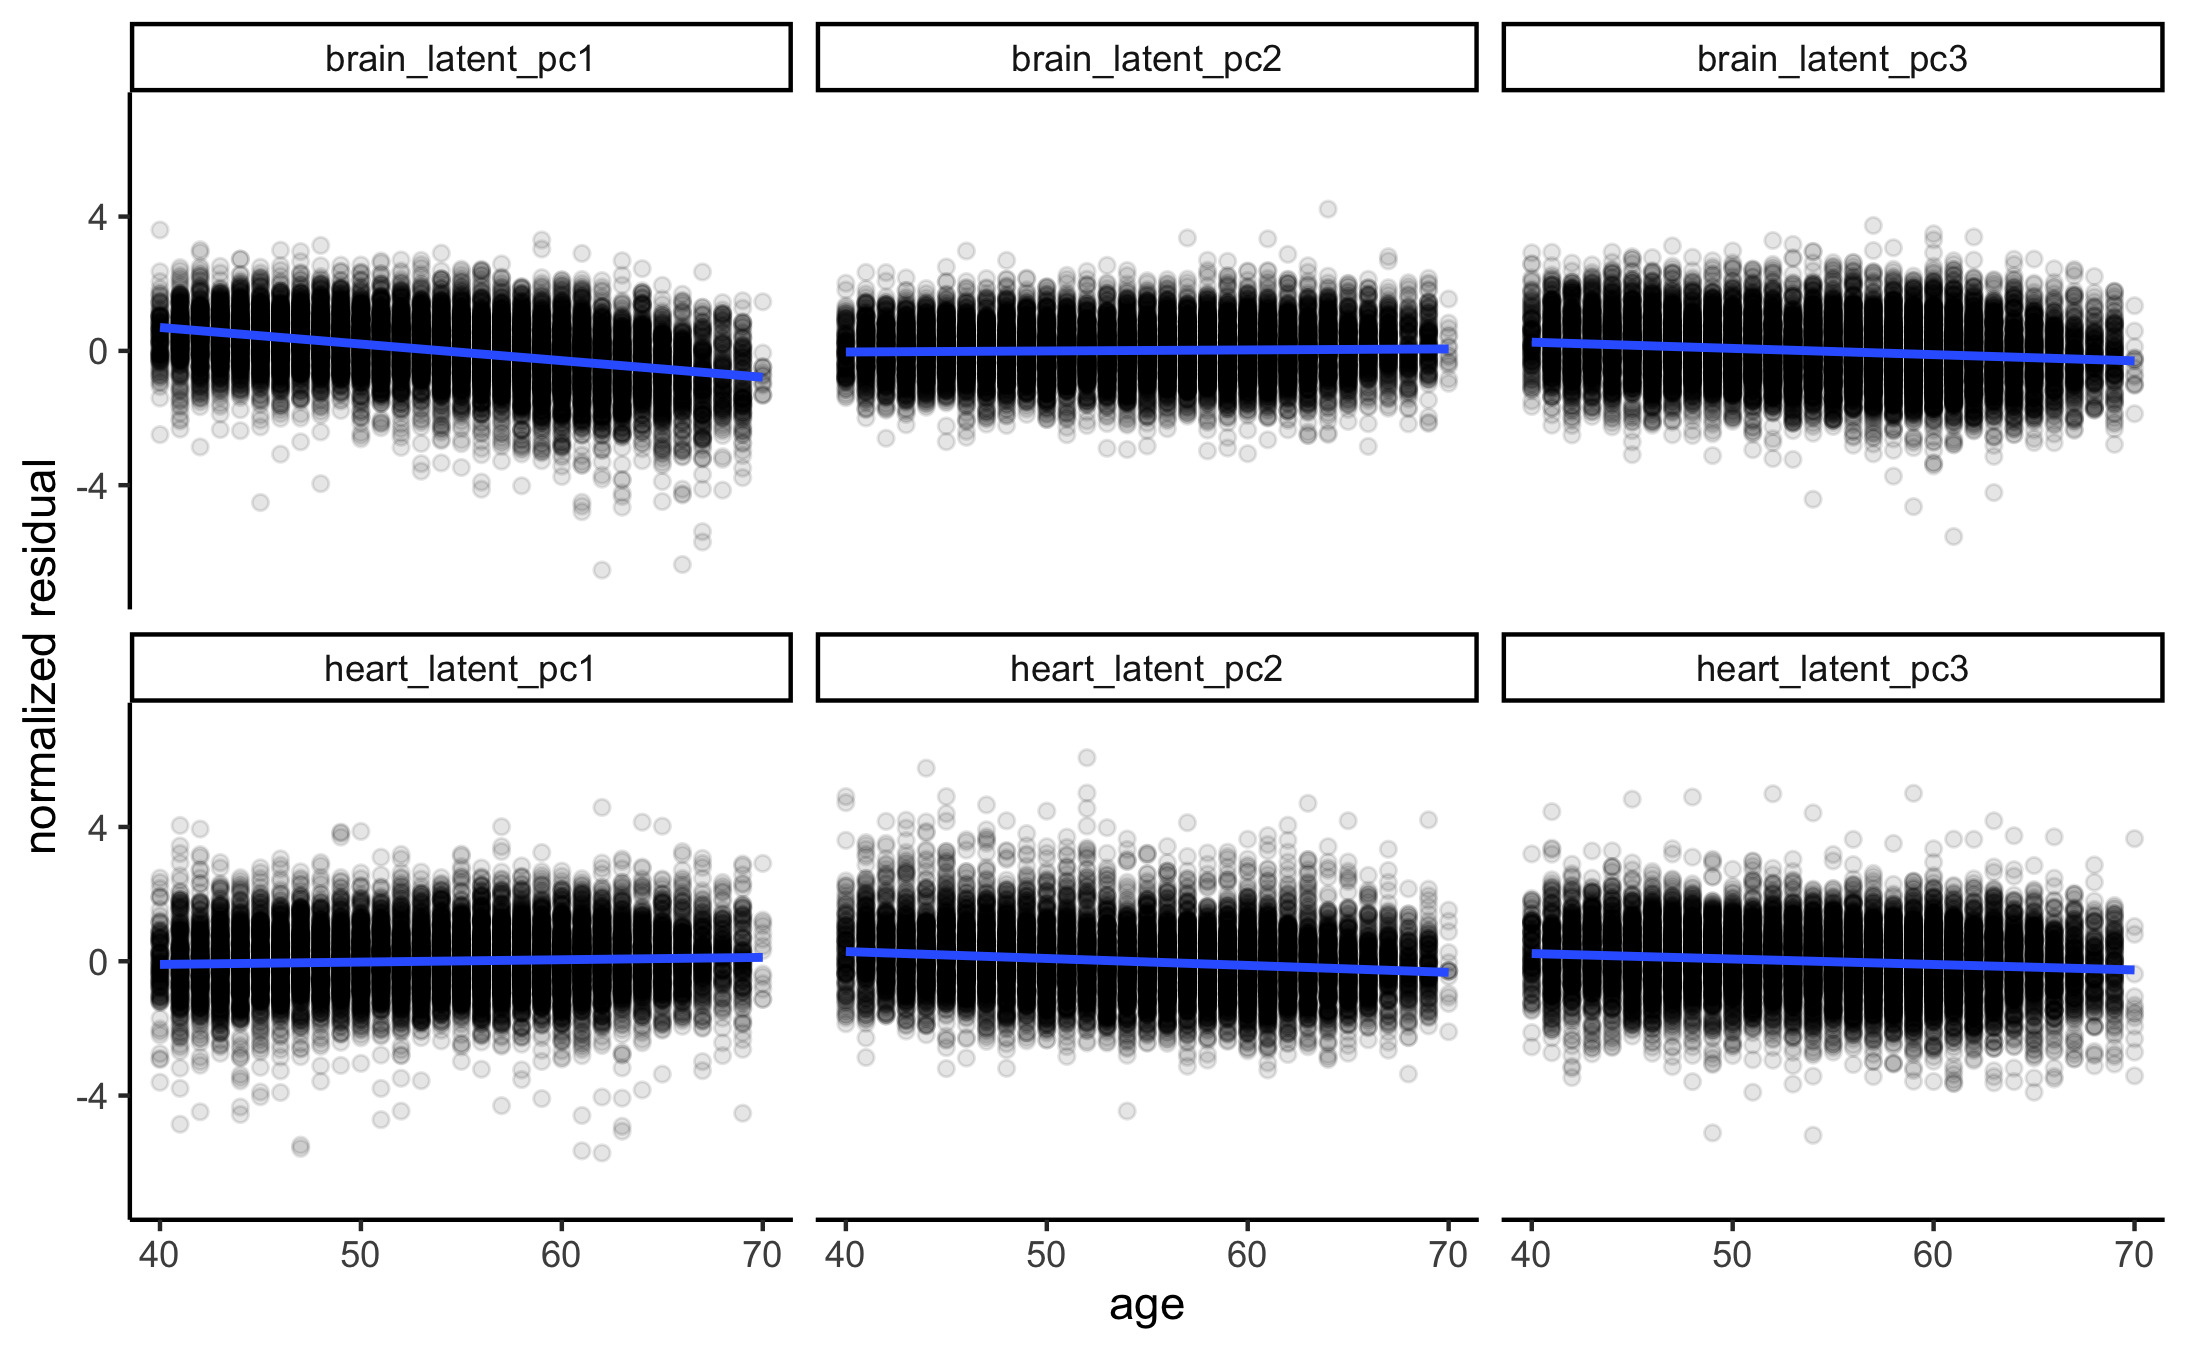 brain_latent_pc1 brain_latent_pc2 brain_latent_pc3
4
0
-4
normalized residual
heart_latent_pc1 heart_latent_pc2 heart_latent_pc3
4
0
-4
40 50 60 70 40 50 60 70 40 50 60 70
age